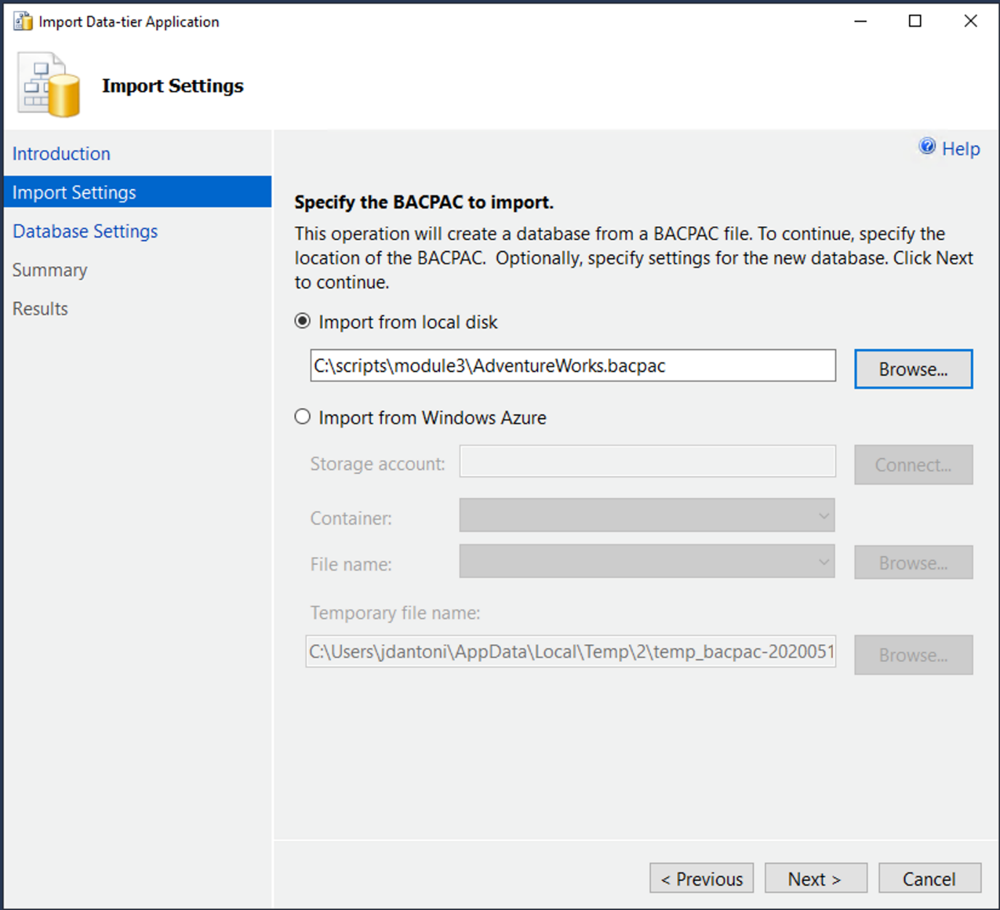 Import Data-tier Application
Import Settings
Introduction
Import Settings
Database Settings
Summary
Results
Help
Specify the BACPAC to import.
This operation will create a database from a BACPAC file. To continue, specify the
location of the BACPAC.  Optionally, specify settings for the new database. Click Next
to continue.
Import from local disk
C:\scripts\module3\AdventureWorks.bacpac
Browse...
Import from Windows Azure
Storage account:
Connect...
Container:
File name:
Browse...
Temporary file name:
C:\Users\jdantoni\AppData\Local\Temp\2\temp_bacpac-2020051
Browse...
< Previous
Next >
Cancel